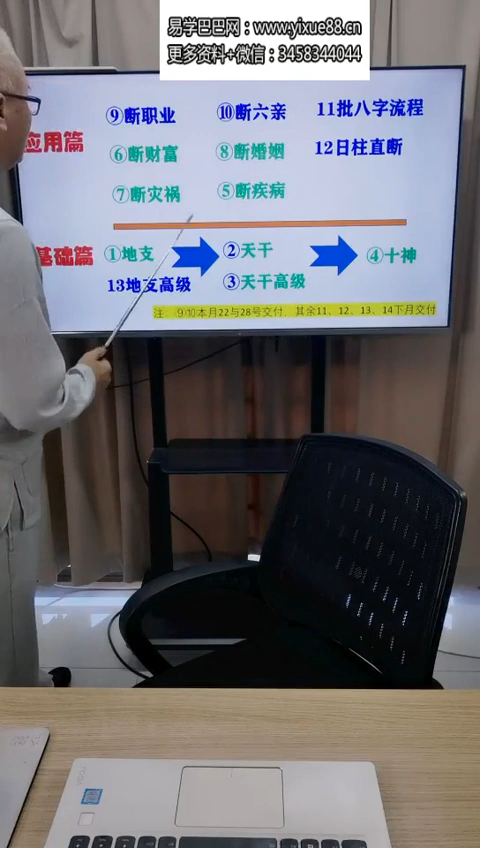 易学巴巴网：www.yixue88.cn
更多资料+微信：3458344044
⑨断职业 ⑩断六亲 11批八字流程
应用篇 ⑥断财富 ⑧断婚姻 12日柱直断
⑦断灾祸 ⑤断疾病
基础篇 ①地支 ②天干 ④十神
13地支高级 ③天干高级
注：9\10本月22与28号交付、其余11、12、13、14下月交付